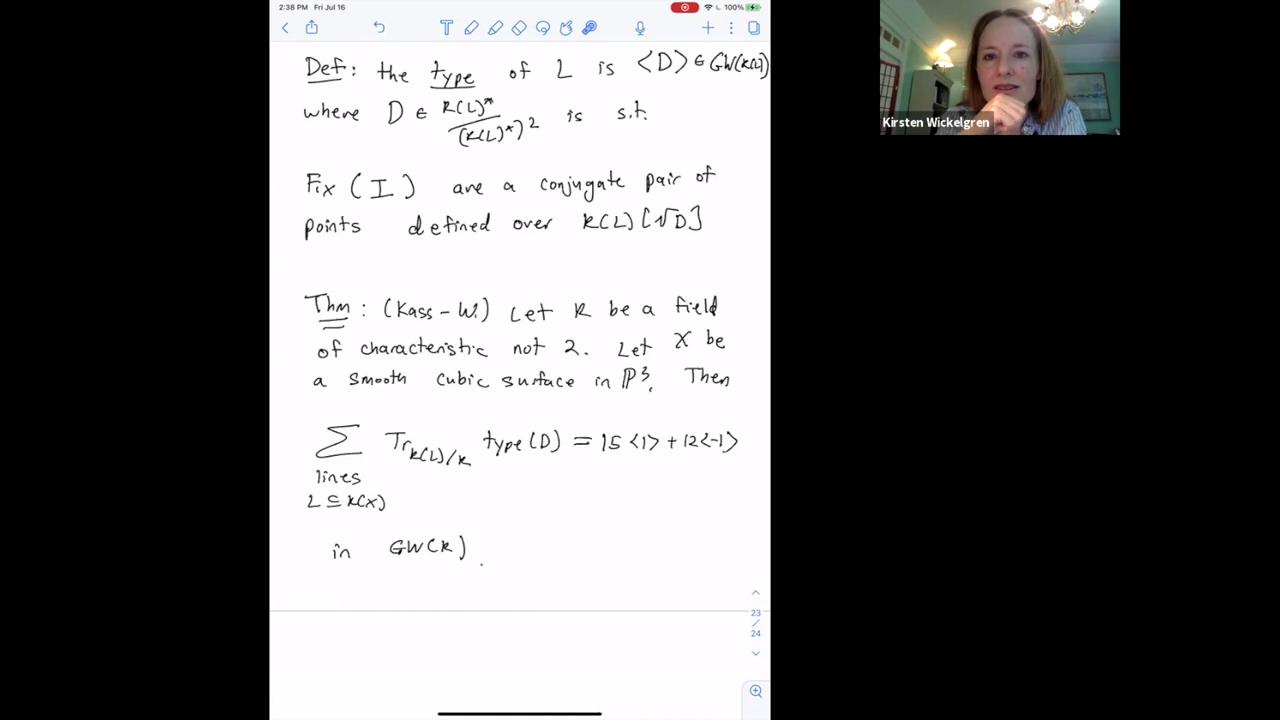 2:38 PM Fri Jul 16
100%
Def: the type of L is <D> ∈ GW(k(L))
where D ∈ k(L)*/(k(L)*)² is s.t.
Fix (I) are a conjugate pair of
points defined over k(L)[√D]
Thm: (Kass-W) Let k be a field
of characteristic not 2. Let X be
a smooth cubic surface in P³. Then
∑ Tr_{k(L)/k} type(D) = 15<1> + 12<-1>
lines
L ⊆ k(X)
in GW(k).
23
/
24
Kirsten Wickelgren